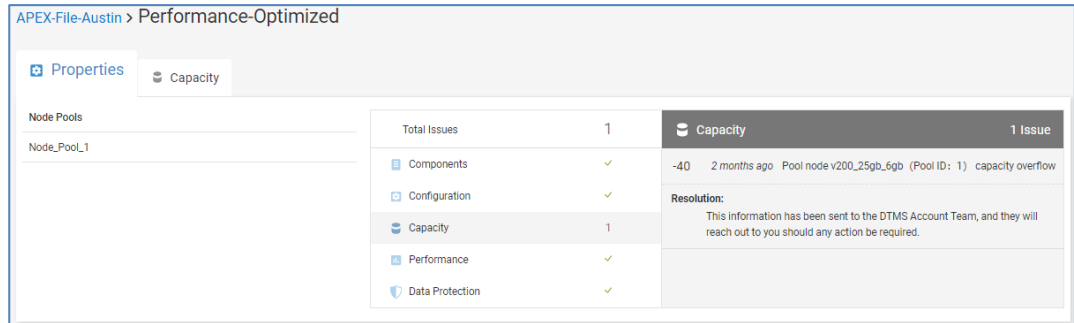 APEX-File-Austin > Performance-Optimized
Properties
Capacity
Node Pools
Node_Pool_1
Total Issues 1
Components
Configuration
Capacity 1
Performance
Data Protection
Capacity 1 Issue
-40 2 months ago Pool node v200_25gb_6gb (Pool ID: 1) capacity overflow
Resolution:
This information has been sent to the DTMS Account Team, and they will
reach out to you should any action be required.